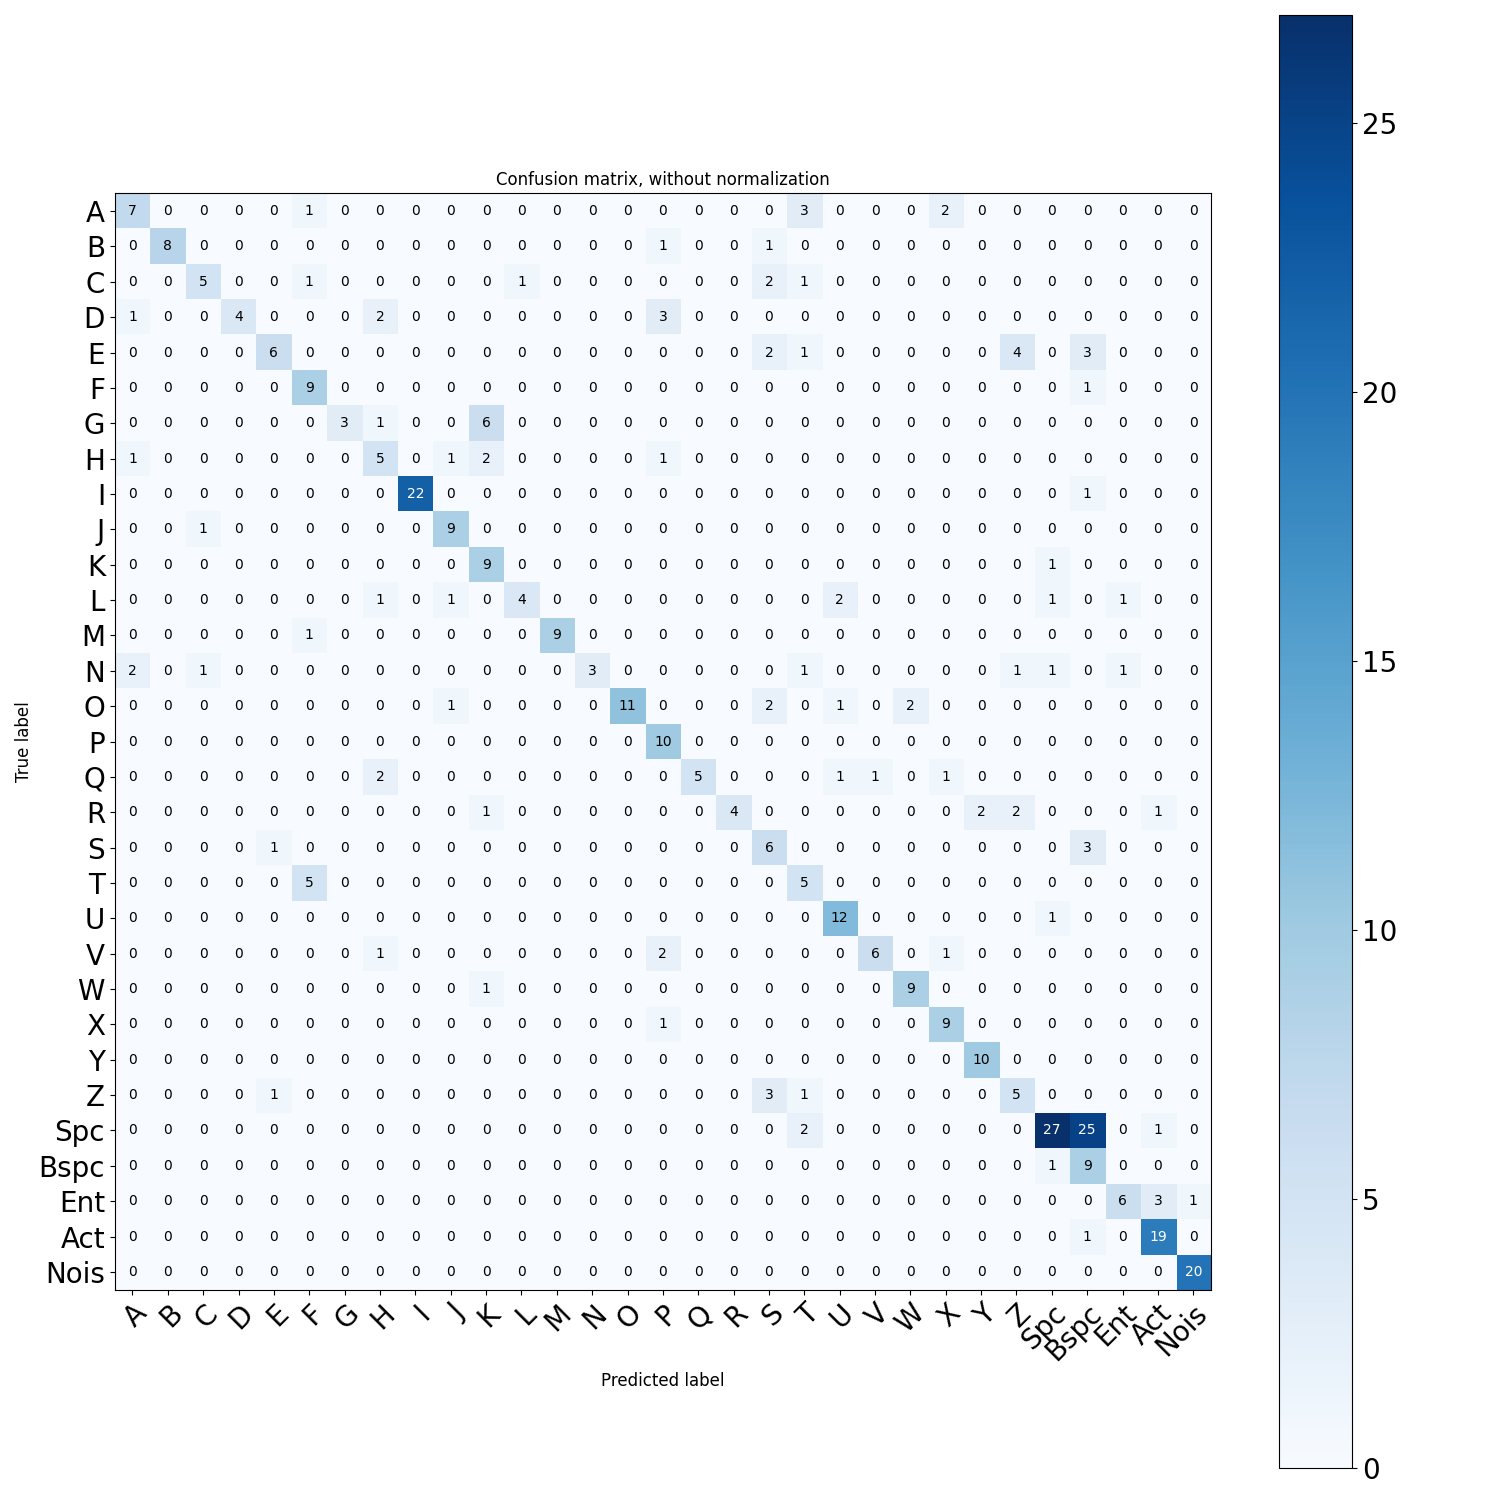 Confusion matrix, without normalization
A 7 0 0 0 0 1 0 0 0 0 0 0 0 0 0 0 0 0 0 3 0 0 0 2 0 0 0 0 0 0 0
B 0 8 0 0 0 0 0 0 0 0 0 0 0 0 0 1 0 0 1 0 0 0 0 0 0 0 0 0 0 0 0
C 0 0 5 0 0 1 0 0 0 0 0 1 0 0 0 0 0 0 2 1 0 0 0 0 0 0 0 0 0 0 0
D 1 0 0 4 0 0 0 2 0 0 0 0 0 0 0 3 0 0 0 0 0 0 0 0 0 0 0 0 0 0 0
E 0 0 0 0 6 0 0 0 0 0 0 0 0 0 0 0 0 0 2 1 0 0 0 0 0 4 0 3 0 0 0
F 0 0 0 0 0 9 0 0 0 0 0 0 0 0 0 0 0 0 0 0 0 0 0 0 0 0 0 1 0 0 0
G 0 0 0 0 0 0 3 1 0 0 6 0 0 0 0 0 0 0 0 0 0 0 0 0 0 0 0 0 0 0 0
H 1 0 0 0 0 0 0 5 0 1 2 0 0 0 0 1 0 0 0 0 0 0 0 0 0 0 0 0 0 0 0
I 0 0 0 0 0 0 0 0 22 0 0 0 0 0 0 0 0 0 0 0 0 0 0 0 0 0 0 1 0 0 0
J 0 0 1 0 0 0 0 0 0 9 0 0 0 0 0 0 0 0 0 0 0 0 0 0 0 0 0 0 0 0 0
K 0 0 0 0 0 0 0 0 0 0 9 0 0 0 0 0 0 0 0 0 0 0 0 0 0 0 1 0 0 0 0
L 0 0 0 0 0 0 0 1 0 1 0 4 0 0 0 0 0 0 0 0 2 0 0 0 0 0 1 0 1 0 0
M 0 0 0 0 0 1 0 0 0 0 0 0 9 0 0 0 0 0 0 0 0 0 0 0 0 0 0 0 0 0 0
N 2 0 1 0 0 0 0 0 0 0 0 0 0 3 0 0 0 0 0 1 0 0 0 0 0 1 1 0 1 0 0
O 0 0 0 0 0 0 0 0 0 1 0 0 0 0 11 0 0 0 2 0 1 0 2 0 0 0 0 0 0 0 0
P 0 0 0 0 0 0 0 0 0 0 0 0 0 0 0 10 0 0 0 0 0 0 0 0 0 0 0 0 0 0 0
Q 0 0 0 0 0 0 0 2 0 0 0 0 0 0 0 0 5 0 0 0 1 1 0 1 0 0 0 0 0 0 0
R 0 0 0 0 0 0 0 0 0 0 1 0 0 0 0 0 0 4 0 0 0 0 0 0 2 2 0 0 0 1 0
S 0 0 0 0 1 0 0 0 0 0 0 0 0 0 0 0 0 0 6 0 0 0 0 0 0 0 0 3 0 0 0
T 0 0 0 0 0 5 0 0 0 0 0 0 0 0 0 0 0 0 0 5 0 0 0 0 0 0 0 0 0 0 0
U 0 0 0 0 0 0 0 0 0 0 0 0 0 0 0 0 0 0 0 0 12 0 0 0 0 0 1 0 0 0 0
V 0 0 0 0 0 0 0 1 0 0 0 0 0 0 0 2 0 0 0 0 0 6 0 1 0 0 0 0 0 0 0
W 0 0 0 0 0 0 0 0 0 0 1 0 0 0 0 0 0 0 0 0 0 0 9 0 0 0 0 0 0 0 0
X 0 0 0 0 0 0 0 0 0 0 0 0 0 0 0 1 0 0 0 0 0 0 0 9 0 0 0 0 0 0 0
Y 0 0 0 0 0 0 0 0 0 0 0 0 0 0 0 0 0 0 0 0 0 0 0 0 10 0 0 0 0 0 0
Z 0 0 0 0 1 0 0 0 0 0 0 0 0 0 0 0 0 0 3 1 0 0 0 0 0 5 0 0 0 0 0
Spc 0 0 0 0 0 0 0 0 0 0 0 0 0 0 0 0 0 0 0 2 0 0 0 0 0 0 27 25 0 1 0
Bspc 0 0 0 0 0 0 0 0 0 0 0 0 0 0 0 0 0 0 0 0 0 0 0 0 0 0 1 9 0 0 0
Ent 0 0 0 0 0 0 0 0 0 0 0 0 0 0 0 0 0 0 0 0 0 0 0 0 0 0 0 0 6 3 1
Act 0 0 0 0 0 0 0 0 0 0 0 0 0 0 0 0 0 0 0 0 0 0 0 0 0 0 0 1 0 19 0
Nois 0 0 0 0 0 0 0 0 0 0 0 0 0 0 0 0 0 0 0 0 0 0 0 0 0 0 0 0 0 0 20
A B C D E F G H I J K L M N O P Q R S T U V W X Y Z Spc Bspc Ent Act Nois
Predicted label
True label
25
20
15
10
5
0